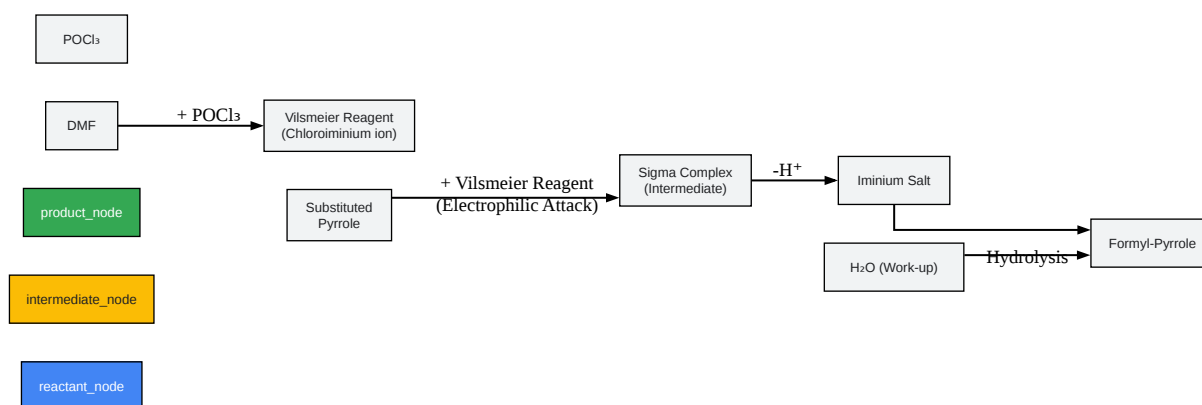 POCl₃
DMF
+ POCl₃
Vilsmeier Reagent
(Chloroiminium ion)
product_node
Substituted
Pyrrole
+ Vilsmeier Reagent
(Electrophilic Attack)
Sigma Complex
(Intermediate)
-H⁺
Iminium Salt
H₂O (Work-up)
Hydrolysis
Formyl-Pyrrole
intermediate_node
reactant_node